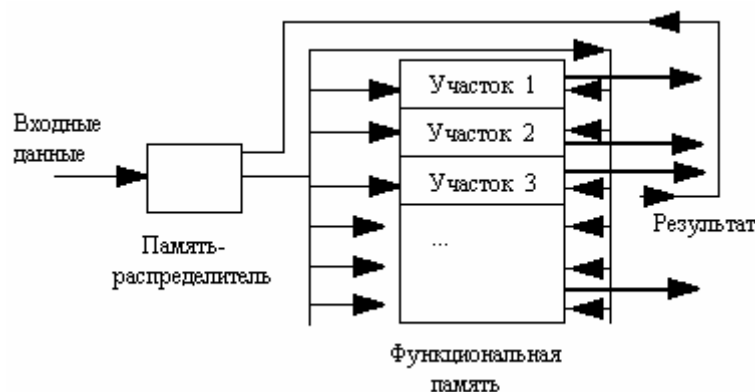 Входные
данные
Память-
распределитель
Участок 1
Участок 2
Участок 3
...
Функциональная
память
Результат